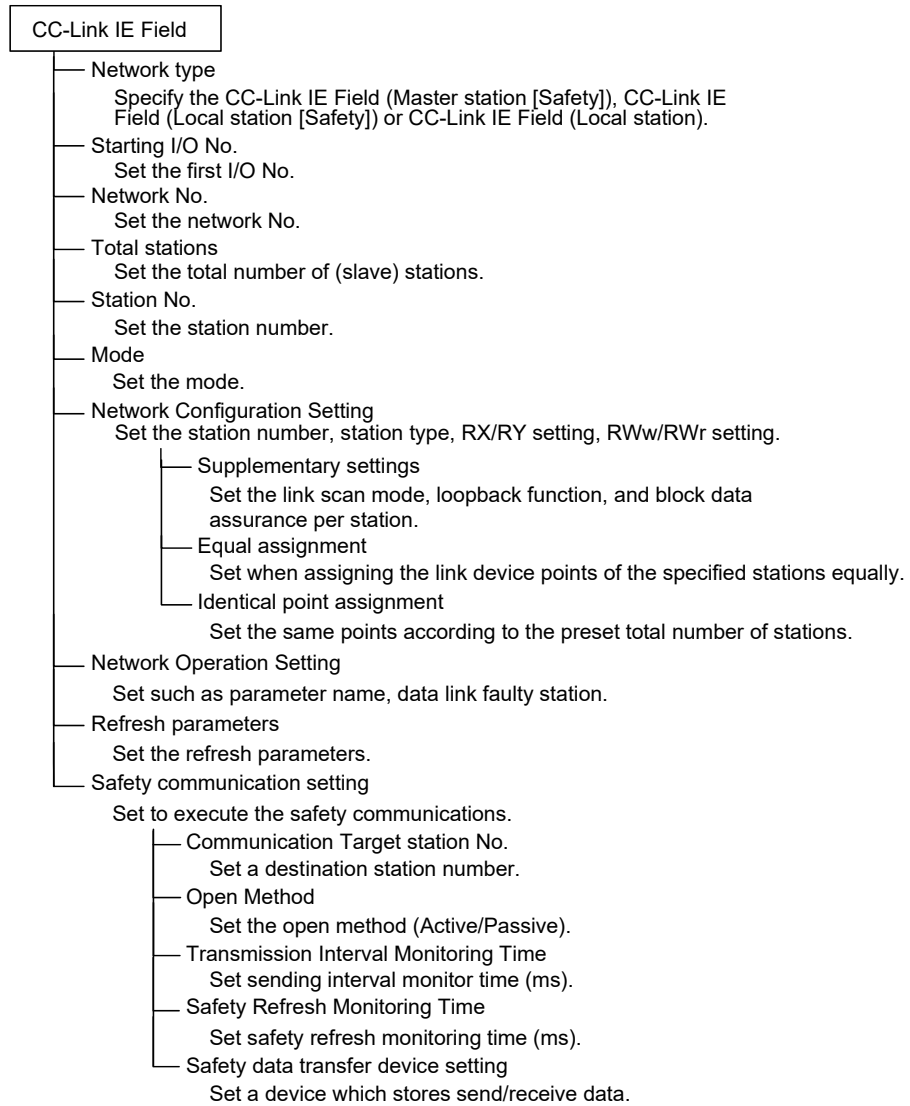 CC-Link IE Field
Network type
Specify the CC-Link IE Field (Master station [Safety]), CC-Link IE
Field (Local station [Safety]) or CC-Link IE Field (Local station).
Starting I/O No.
Set the first I/O No.
Network No.
Set the network No.
Total stations
Set the total number of (slave) stations.
Station No.
Set the station number.
Mode
Set the mode.
Network Configuration Setting
Set the station number, station type, RX/RY setting, RWw/RWr setting.
Supplementary settings
Set the link scan mode, loopback function, and block data
assurance per station.
Equal assignment
Set when assigning the link device points of the specified stations equally.
Identical point assignment
Set the same points according to the preset total number of stations.
Network Operation Setting
Set such as parameter name, data link faulty station.
Refresh parameters
Set the refresh parameters.
Safety communication setting
Set to execute the safety communications.
Communication Target station No.
Set a destination station number.
Open Method
Set the open method (Active/Passive).
Transmission Interval Monitoring Time
Set sending interval monitor time (ms).
Safety Refresh Monitoring Time
Set safety refresh monitoring time (ms).
Safety data transfer device setting
Set a device which stores send/receive data.